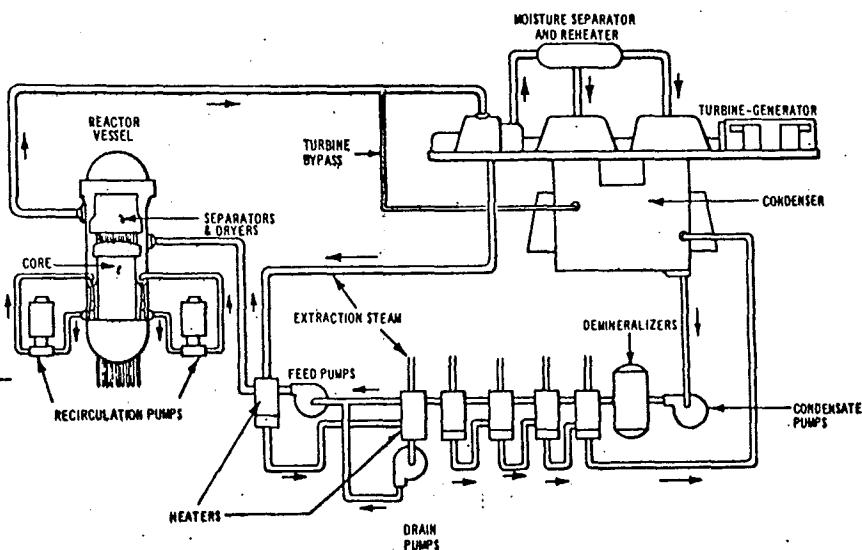 MOISTURE SEPARATOR
AND REHEATER
TURBINE-GENERATOR
REACTOR
VESSEL
TURBINE
BYPASS
SEPARATORS
& DRYERS
CONDENSER
CORE
EXTRACTION STEAM
DEMINERALIZERS
FEED PUMPS
RECIRCULATION PUMPS
CONDENSATE
PUMPS
HEATERS
DRAIN
PUMPS